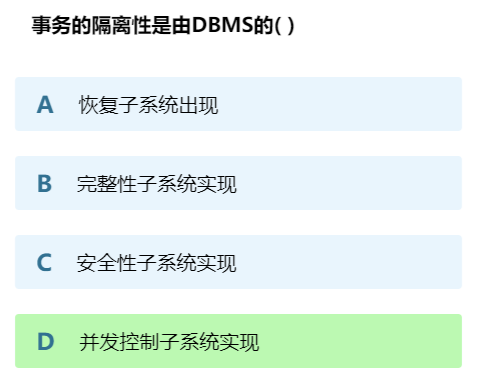 事务的隔离性是由DBMS的( )
A 恢复子系统出现
B 完整性子系统实现
C 安全性子系统实现
D 并发控制子系统实现